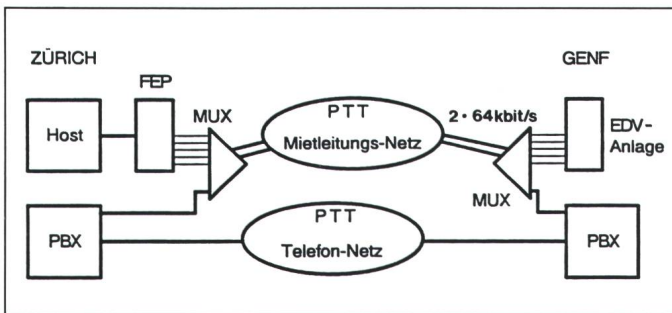 ZÜRICH
GENF
FEP
MUX
PTT
2 · 64kbit/s
Host
Mietleitungs-Netz
EDV-
Anlage
MUX
PTT
PBX
Telefon-Netz
PBX